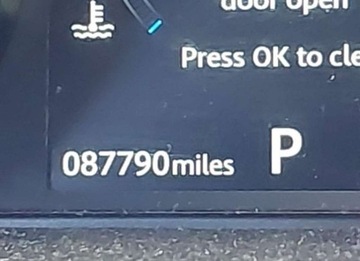 door open
Press OK to cle
087790miles
P